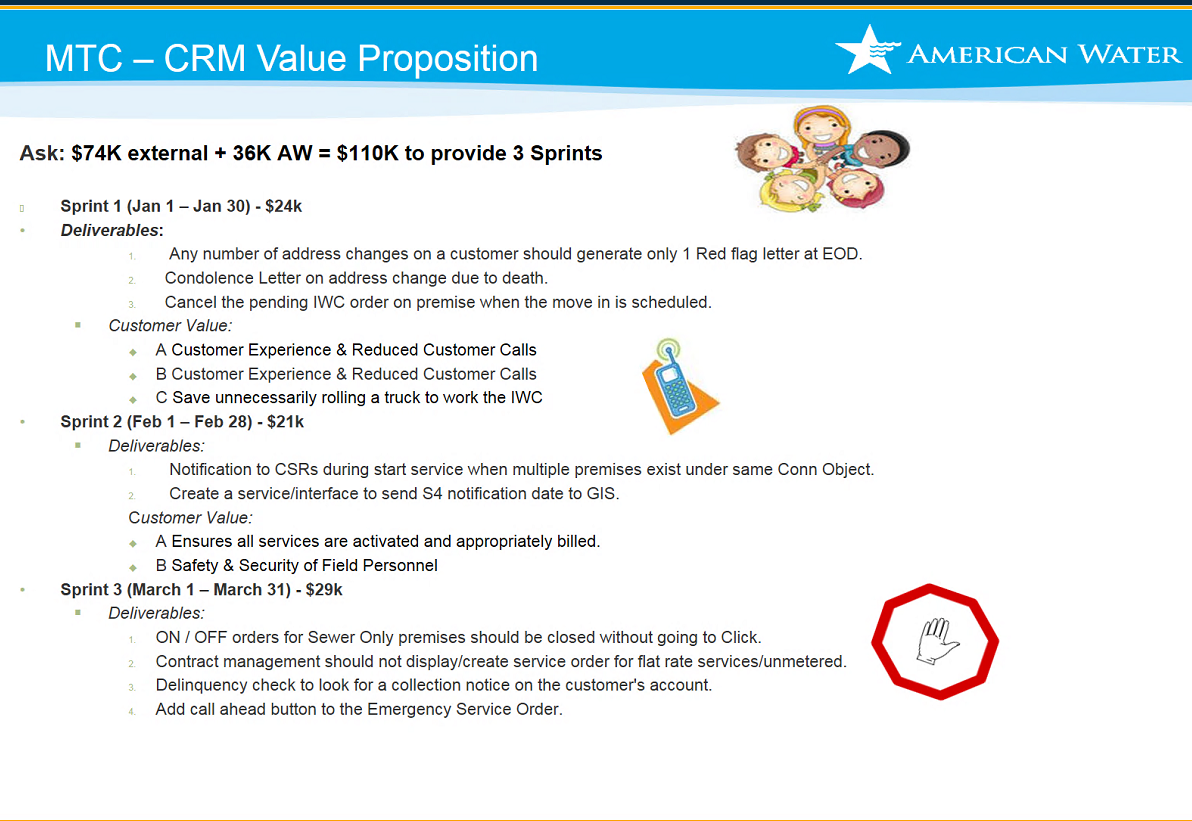 MTC – CRM Value Proposition
AMERICAN WATER
Ask: $74K external + 36K AW = $110K to provide 3 Sprints
Sprint 1 (Jan 1 – Jan 30) - $24k
• Deliverables:
1. Any number of address changes on a customer should generate only 1 Red flag letter at EOD.
2. Condolence Letter on address change due to death.
3. Cancel the pending IWC order on premise when the move in is scheduled.
▪ Customer Value:
◆ A Customer Experience & Reduced Customer Calls
◆ B Customer Experience & Reduced Customer Calls
◆ C Save unnecessarily rolling a truck to work the IWC
• Sprint 2 (Feb 1 – Feb 28) - $21k
▪ Deliverables:
1. Notification to CSRs during start service when multiple premises exist under same Conn Object.
2. Create a service/interface to send S4 notification date to GIS.
Customer Value:
◆ A Ensures all services are activated and appropriately billed.
◆ B Safety & Security of Field Personnel
• Sprint 3 (March 1 – March 31) - $29k
▪ Deliverables:
1. ON / OFF orders for Sewer Only premises should be closed without going to Click.
2. Contract management should not display/create service order for flat rate services/unmetered.
3. Delinquency check to look for a collection notice on the customer's account.
4. Add call ahead button to the Emergency Service Order.